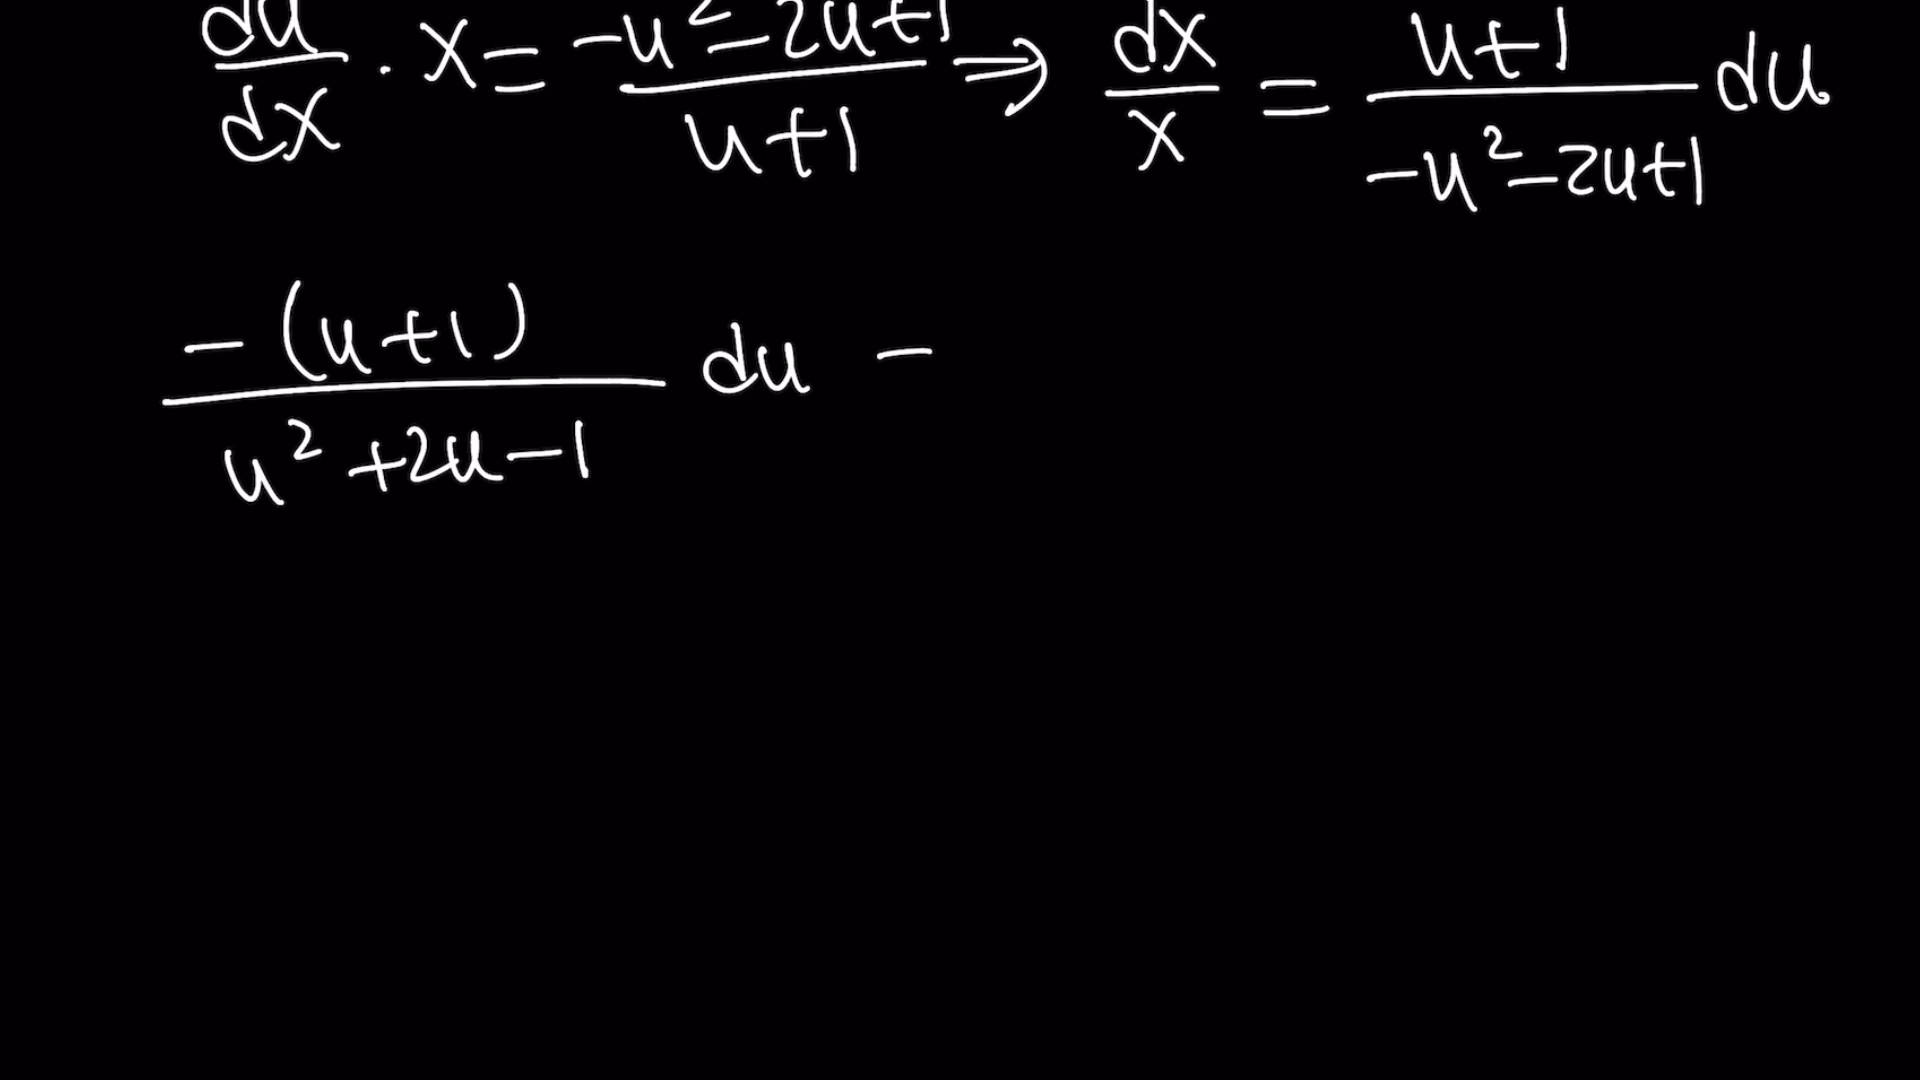 du/dx · x = (-u² - 2u + 1)/(u + 1) ⇒ dx/x = (u + 1)/(-u² - 2u + 1) du
-(u + 1)/(u² + 2u - 1) du -